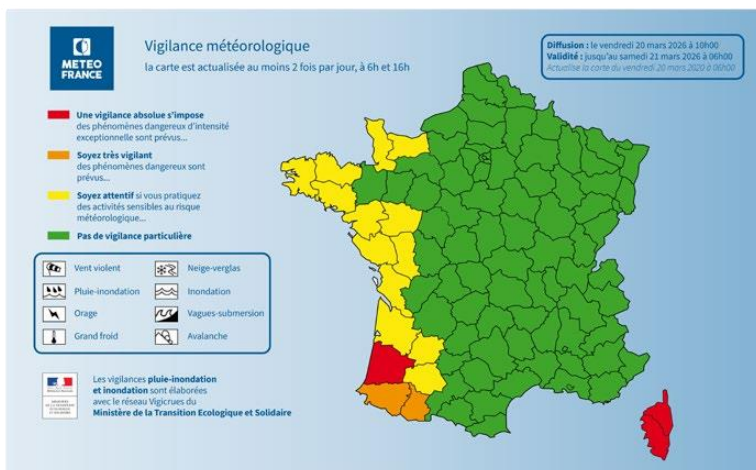 METEO
FRANCE
Vigilance météorologique
la carte est actualisée au moins 2 fois par jour, à 6h et 16h
Diffusion : le vendredi 20 mars 2026 à 10h00
Validité : jusqu'au samedi 21 mars 2026 à 06h00
Actualise la carte du vendredi 20 mars 2020 à 06h00
Une vigilance absolue s'impose
des phénomènes dangereux d'intensité
exceptionnelle sont prévus...
Soyez très vigilant
des phénomènes dangereux sont
prévus...
Soyez attentif si vous pratiquez
des activités sensibles au risque
météorologique...
Pas de vigilance particulière
Vent violent
Neige-verglas
Pluie-inondation
Inondation
Orage
Vagues-submersion
Grand froid
Avalanche
Les vigilances pluie-inondation
et inondation sont élaborées
avec le réseau Vigicrues du
Ministère de la Transition Ecologique et Solidaire